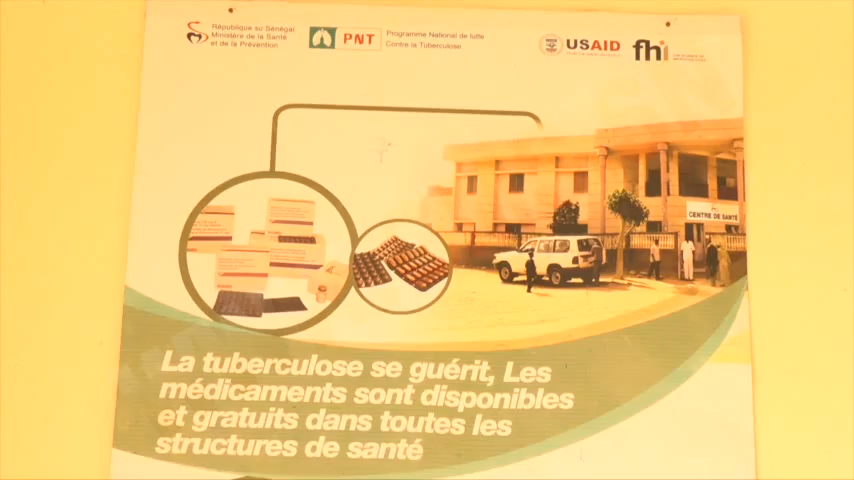 République su Sénégal
Ministère de la Santé
et de la Prévention
PNT
Programme National de lutte
Contre la Tuberculose
USAID
fhi
CENTRE DE SANTÉ
La tuberculose se guérit, Les
médicaments sont disponibles
et gratuits dans toutes les
structures de santé